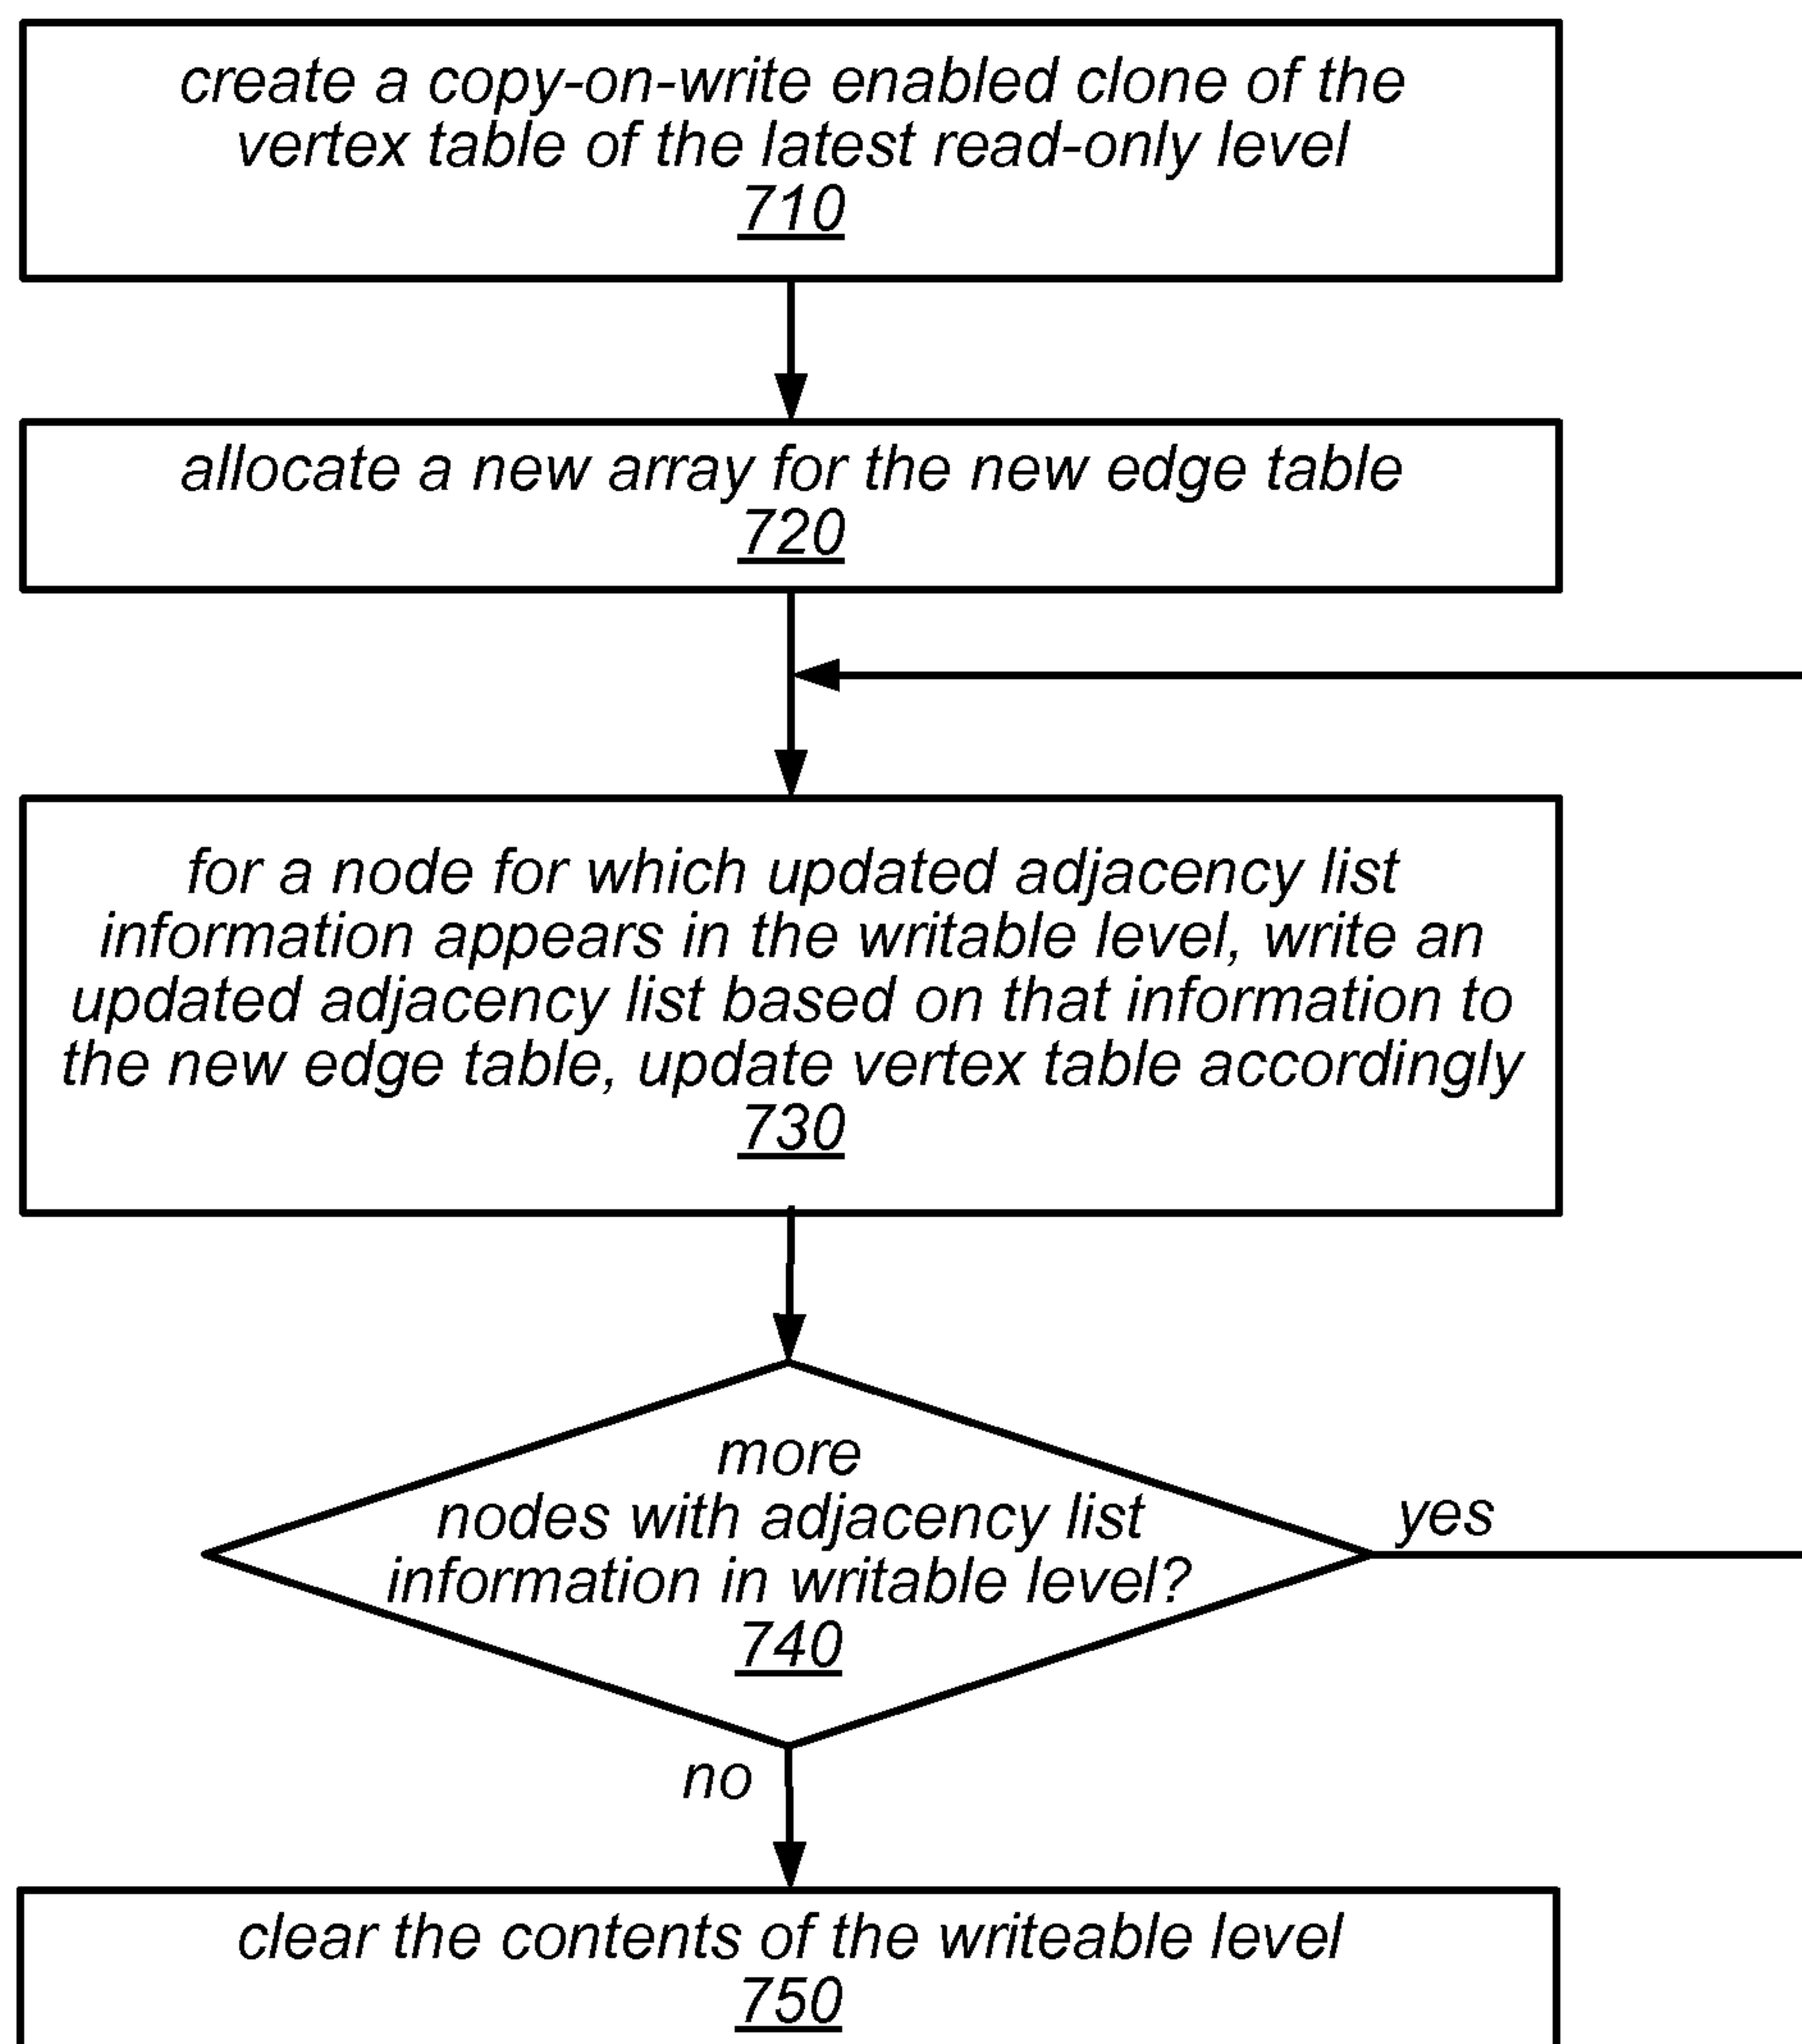 create a copy-on-write enabled clone of the
vertex table of the latest read-only level
710
allocate a new array for the new edge table
720
for a node for which updated adjacency list
information appears in the writable level, write an
updated adjacency list based on that information to
the new edge table, update vertex table accordingly
730
more
nodes with adjacency list
information in writable level?
740
yes
no
clear the contents of the writeable level
750